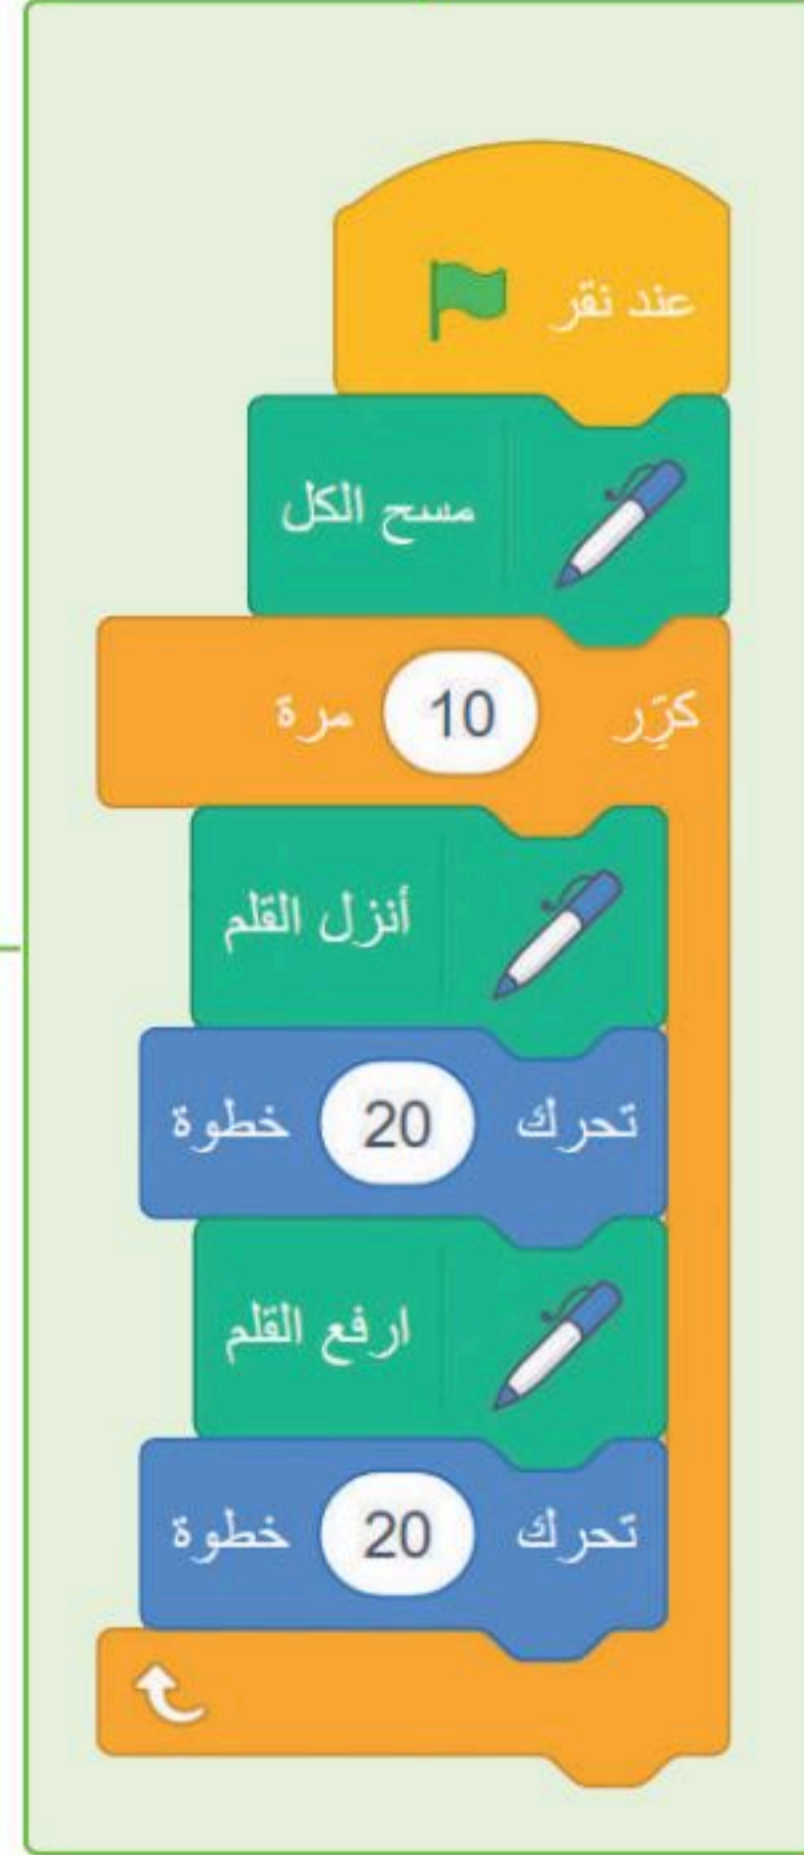 عند نقر
مسح الكل
كرِّر 10 مرة
أنزل القلم
تحرك 20 خطوة
ارفع القلم
تحرك 20 خطوة